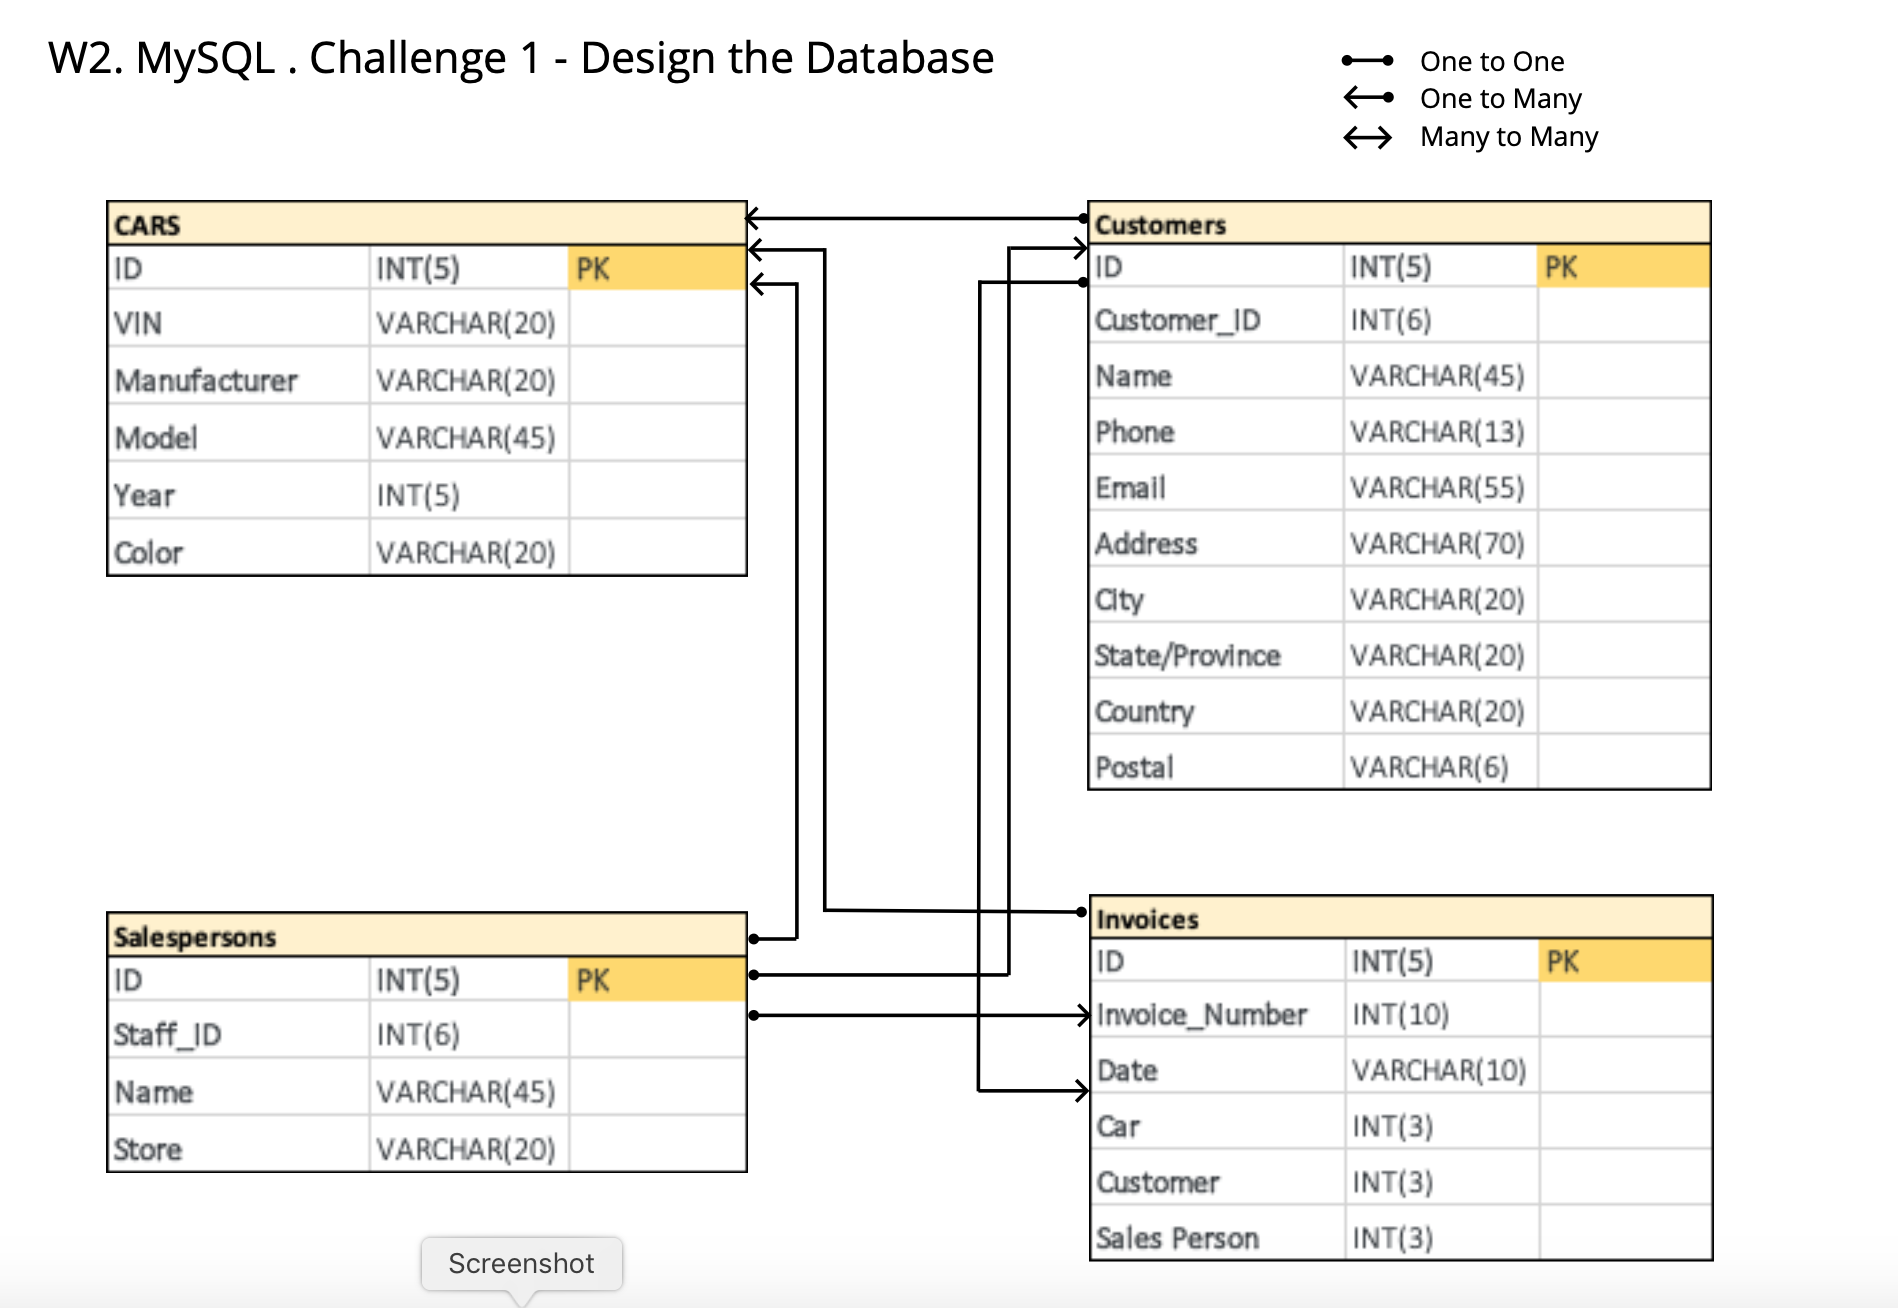 W2. MySQL . Challenge 1 - Design the Database
One to One
One to Many
Many to Many
CARS
ID INT(5) PK
VIN VARCHAR(20)
Manufacturer VARCHAR(20)
Model VARCHAR(45)
Year INT(5)
Color VARCHAR(20)
Customers
ID INT(5) PK
Customer_ID INT(6)
Name VARCHAR(45)
Phone VARCHAR(13)
Email VARCHAR(55)
Address VARCHAR(70)
City VARCHAR(20)
State/Province VARCHAR(20)
Country VARCHAR(20)
Postal VARCHAR(6)
Salespersons
ID INT(5) PK
Staff_ID INT(6)
Name VARCHAR(45)
Store VARCHAR(20)
Invoices
ID INT(5) PK
Invoice_Number INT(10)
Date VARCHAR(10)
Car INT(3)
Customer INT(3)
Sales Person INT(3)
Screenshot